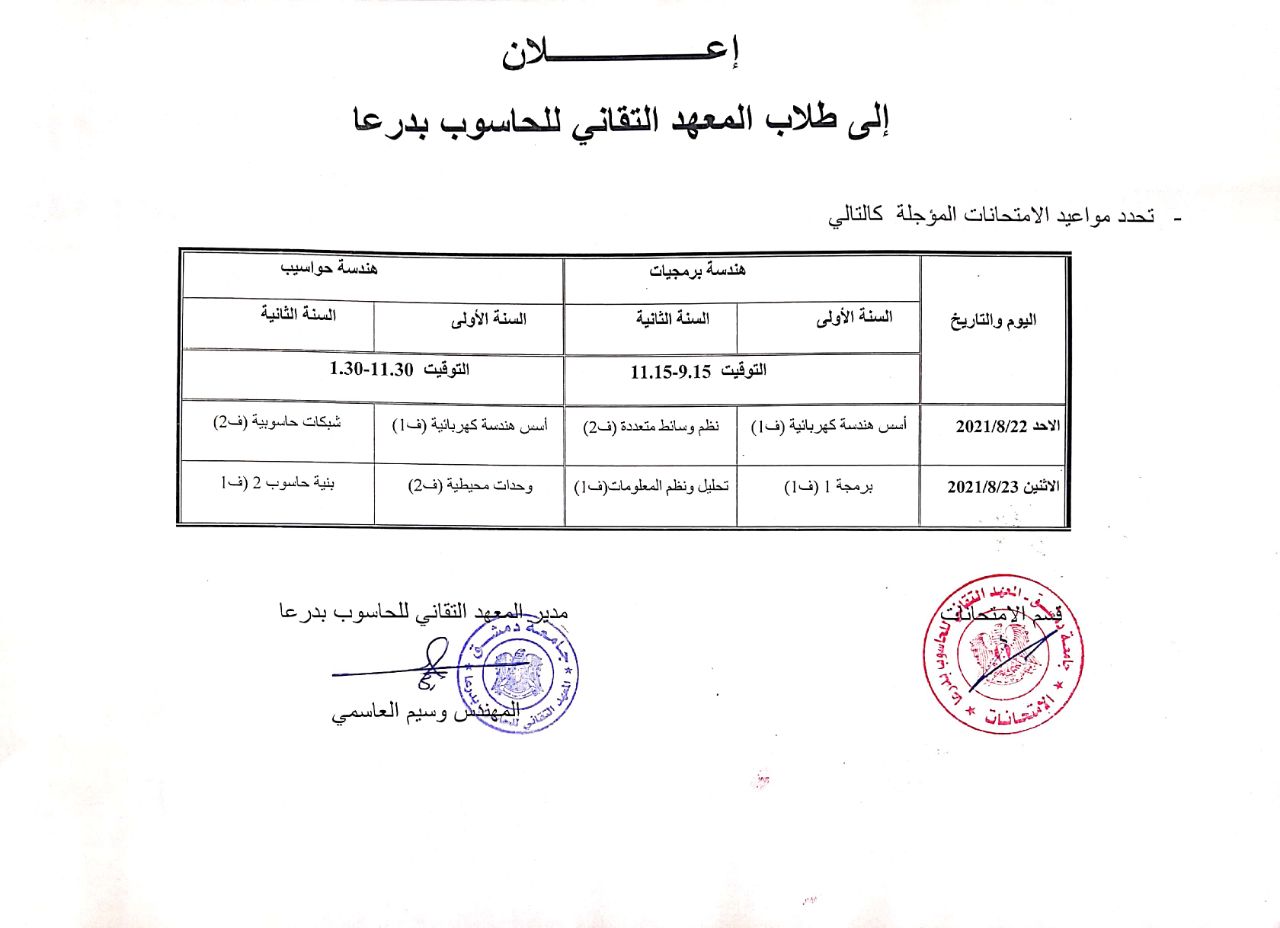 إعـــــــــــلان
إلى طلاب المعهد التقاني للحاسوب بدرعا
- تحدد مواعيد الامتحانات المؤجلة كالتالي
اليوم والتاريخ هندسة برمجيات هندسة حواسيب
السنة الأولى السنة الثانية السنة الأولى السنة الثانية
التوقيت 9.15-11.15 التوقيت 11.30-1.30
الاحد 2021/8/22 أسس هندسة كهربائية (ف1) نظم وسائط متعددة (ف2) أسس هندسة كهربائية (ف1) شبكات حاسوبية (ف2)
الاثنين 2021/8/23 برمجة 1 (ف1) تحليل ونظم المعلومات(ف1) وحدات محيطية (ف2) بنية حاسوب 2 (ف1
قسم الامتحانات مدير المعهد التقاني للحاسوب بدرعا
المهندس وسيم العاسمي
جامعة دمشق - المعهد التقاني للحاسوب بدرعا
الامتحانات
جامعة دمشق
المعهد التقاني للحاسوب بدرعا